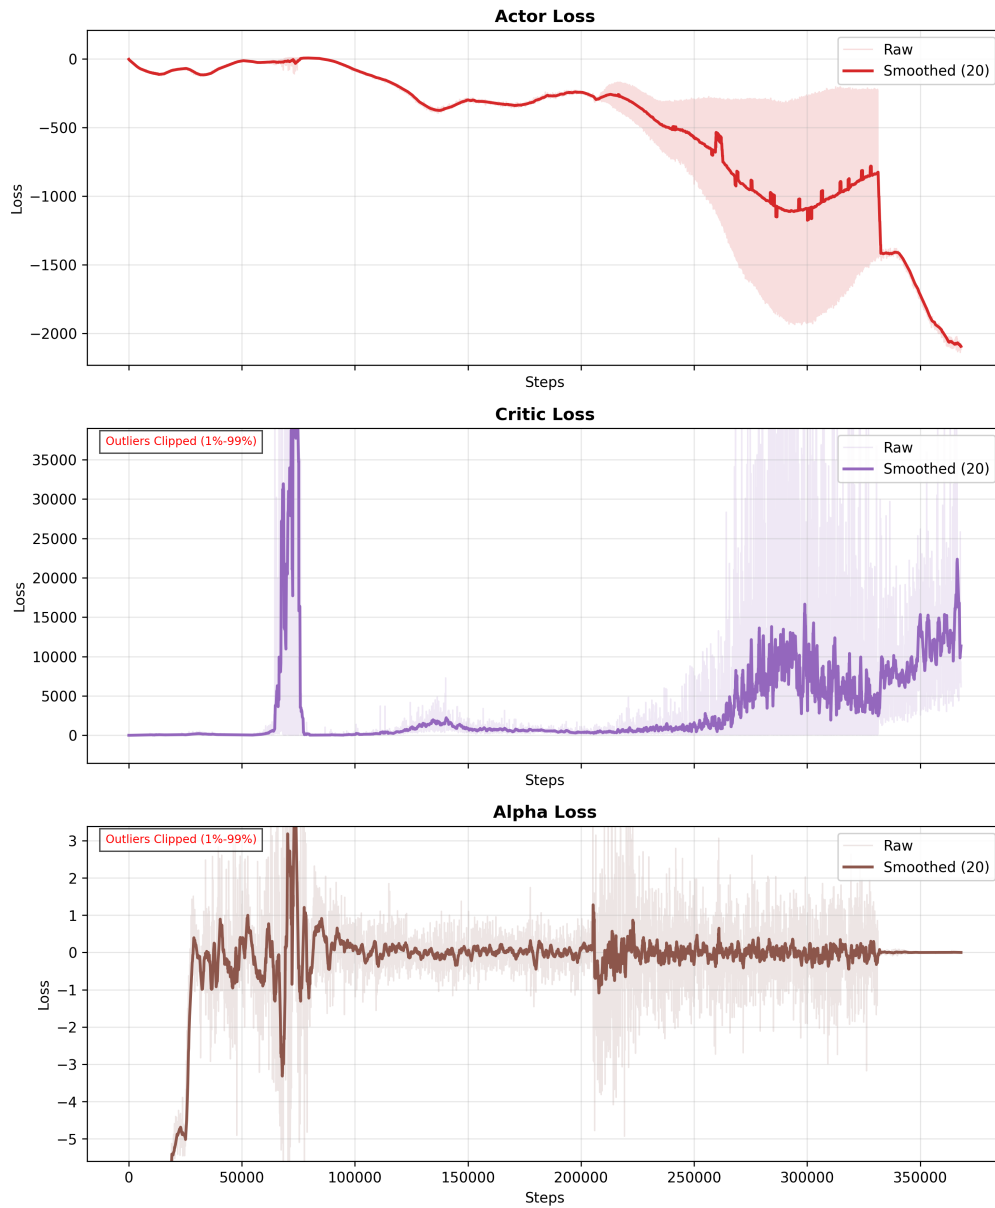 Actor Loss
Raw
Smoothed (20)
0
−500
−1000
−1500
−2000
Loss
Steps
Critic Loss
Outliers Clipped (1%-99%)
Raw
Smoothed (20)
35000
30000
25000
20000
15000
10000
5000
0
Loss
Steps
Alpha Loss
Outliers Clipped (1%-99%)
Raw
Smoothed (20)
3
2
1
0
−1
−2
−3
−4
−5
Loss
0 50000 100000 150000 200000 250000 300000 350000
Steps